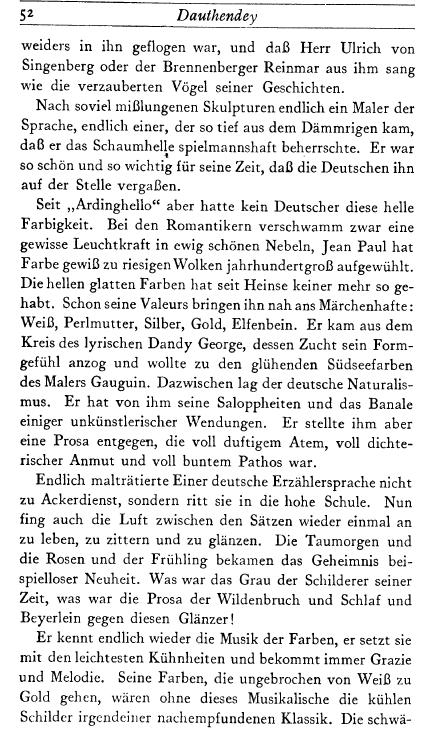 52 Dauthendey
weiders in ihn geflogen war, und daß Herr Ulrich von
Singenberg oder der Brennenberger Reinmar aus ihm sang
wie die verzauberten Vögel seiner Geschichten.
Nach soviel mißlungenen Skulpturen endlich ein Maler der
Sprache, endlich einer, der so tief aus dem Dämmrigen kam,
daß er das Schaumhelle spielmannshaft beherrschte. Er war
so schön und so wichtig für seine Zeit, daß die Deutschen ihn
auf der Stelle vergaßen.
Seit „Ardinghello“ aber hatte kein Deutscher diese helle
Farbigkeit. Bei den Romantikern verschwamm zwar eine
gewisse Leuchtkraft in ewig schönen Nebeln, Jean Paul hat
Farbe gewiß zu riesigen Wolken jahrhundertgroß aufgewühlt.
Die hellen glatten Farben hat seit Heinse keiner mehr so ge-
habt. Schon seine Valeurs bringen ihn nah ans Märchenhafte:
Weiß, Perlmutter, Silber, Gold, Elfenbein. Er kam aus dem
Kreis des lyrischen Dandy George, dessen Zucht sein Form-
gefühl anzog und wollte zu den glühenden Südseefarben
des Malers Gauguin. Dazwischen lag der deutsche Naturalis-
mus. Er hat von ihm seine Saloppheiten und das Banale
einiger unkünstlerischer Wendungen. Er stellte ihm aber
eine Prosa entgegen, die voll duftigem Atem, voll dichte-
rischer Anmut und voll buntem Pathos war.
Endlich malträtierte Einer deutsche Erzählersprache nicht
zu Ackerdienst, sondern ritt sie in die hohe Schule. Nun
fing auch die Luft zwischen den Sätzen wieder einmal an
zu leben, zu zittern und zu glänzen. Die Taumorgen und
die Rosen und der Frühling bekamen das Geheimnis bei-
spielloser Neuheit. Was war das Grau der Schilderer seiner
Zeit, was war die Prosa der Wildenbruch und Schlaf und
Beyerlein gegen diesen Glänzer!
Er kennt endlich wieder die Musik der Farben, er setzt sie
mit den leichtesten Kühnheiten und bekommt immer Grazie
und Melodie. Seine Farben, die ungebrochen von Weiß zu
Gold gehen, wären ohne dieses Musikalische die kühlen
Schilder irgendeiner nachempfundenen Klassik. Die schwä-